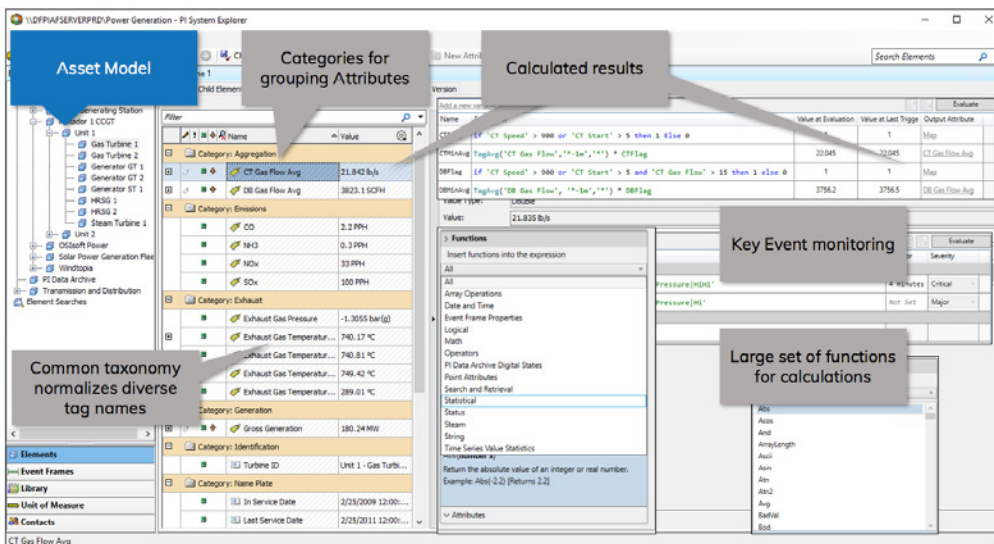 \\DFPIAFSERVERPRD\Power Generation - PI System Explorer
New Attri
Search Elements
Asset Model
Categories for
grouping Attributes
Calculated results
Child Elemen
Version
Add a new
Evaluate
Name
Value at Evaluation
Value at Last Trigge
Output Attribute
If 'CT Speed' > 900 or 'CT Start' > 5 then 1 Else 0
1
1
Map
CTMinAvg
TagAvg('CT Gas Flow','*-1m','*') * CTFlag
22.045
22.045
CT Gas Flow Avg
DBFlag
If 'CT Speed' > 900 or 'CT Start' > 5 and 'CT Gas Flow' > 15 then 1 else 0
1
1
Map
DBMinAvg
TagAvg('DB Gas Flow', '*-1m','*') * DBFlag
3756.2
3756.5
DB Gas Flow Avg
Value Type:
Double
Value:
21.835 lb/s
Generating Station
1 CCGT
Unit 1
Gas Turbine 1
Gas Turbine 2
Generator GT 1
Generator GT 2
Generator ST 1
HRSG 1
HRSG 2
Steam Turbine 1
Unit 2
OSIsoft Power
Solar Power Generation Flee
Windtopia
PI Data Archive
Transmission and Distribution
Element Searches
Common taxonomy
normalizes diverse
tag names
Elements
Event Frames
Library
Unit of Measure
Contacts
CT Gas Flow Avg
Filter
Name
Value
Category: Aggregation
CT Gas Flow Avg
21.842 lb/s
DB Gas Flow Avg
3823.1 SCFH
Category: Emissions
CO
2.2 PPH
NH3
0.3 PPH
NOx
33 PPH
SOx
100 PPH
Category: Exhaust
Exhaust Gas Pressure
-1.3055 bar(g)
Exhaust Gas Temperatur...
740.17 °C
Exhaust Gas Temperatur...
740.81 °C
Exhaust Gas Temperatur...
749.42 °C
Exhaust Gas Temperatur...
289.01 °C
Category: Generation
Gross Generation
180.24 MW
Category: Identification
Turbine ID
Unit 1 - Gas Turbi...
Category: Name Plate
In Service Date
2/25/2009 12:00:...
Last Service Date
2/25/2011 12:00:...
Functions
Insert functions into the expression
All
All
Array Operations
Date and Time
Event Frame Properties
Logical
Math
Operators
PI Data Archive Digital States
Point Attributes
Search and Retrieval
Statistical
Status
Steam
String
Time Series Value Statistics
Return the absolute value of an integer or real number.
Example: Abs(-2.2) [Returns 2.2]
Attributes
Key Event monitoring
Evaluate
Severity
Pressure|HiHi'
4 minutes
Critical
Pressure|Hi'
Not Set
Major
Large set of functions
for calculations
Abs
Acos
And
ArrayLength
Ascii
Asin
Atn
Atn2
Avg
BadVal
Bod